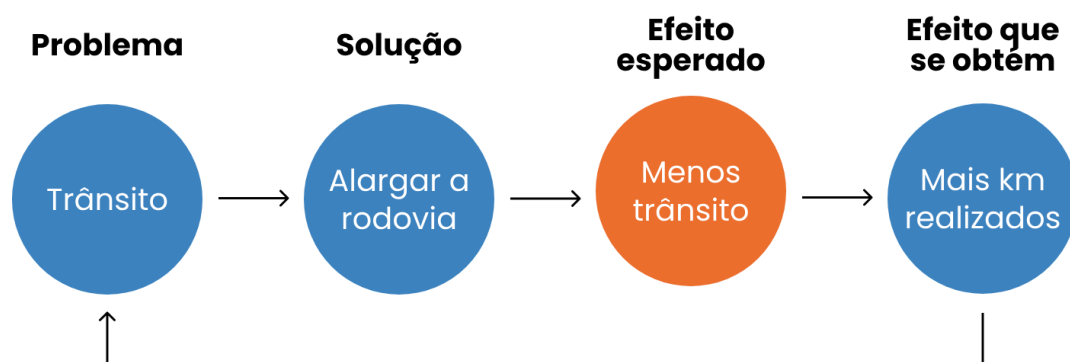 Problema
Solução
Efeito
esperado
Efeito que
se obtém
Trânsito
Alargar a
rodovia
Menos
trânsito
Mais km
realizados